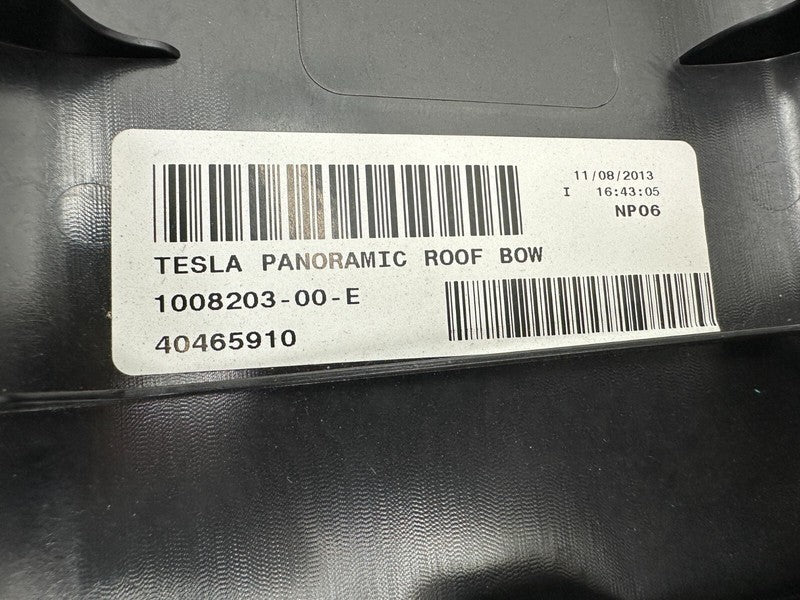 11/08/2013
I 16:43:05
NP06
TESLA PANORAMIC ROOF BOW
1008203-00-E
40465910